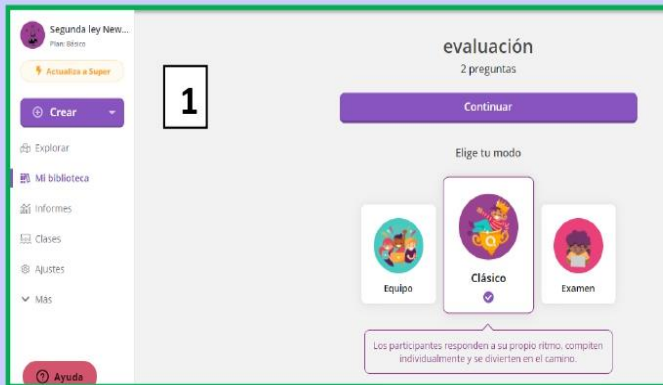 Segunda ley New...
Plan: Básico
Actualiza a Super
Crear
Explorar
Mi biblioteca
Informes
Clases
Ajustes
Más
Ayuda
1
evaluación
2 preguntas
Continuar
Elige tu modo
Equipo
Clásico
Examen
Los participantes responden a su propio ritmo, compiten
individualmente y se divierten en el camino.